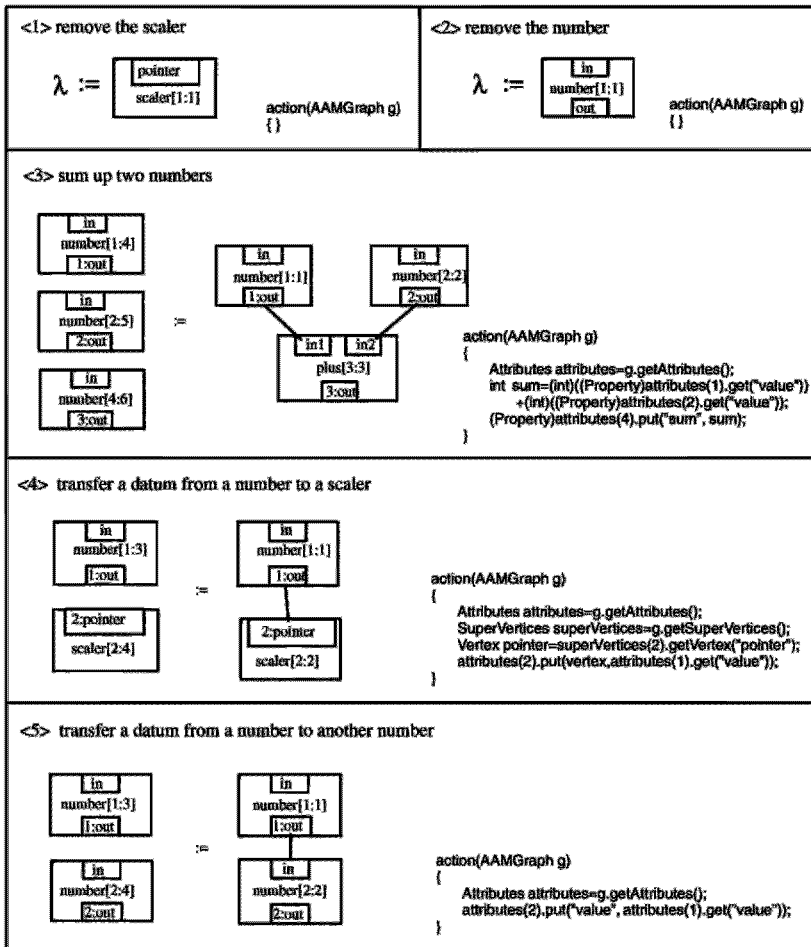 <1> remove the scaler
λ :=
pointer
scaler[1:1]
action(AAMGraph g)
{ }
<2> remove the number
λ :=
in
number[1:1]
out
action(AAMGraph g)
{ }
<3> sum up two numbers
in
number[1:4]
1:out
in
number[2:5]
2:out
in
number[4:6]
3:out
:=
in
number[1:1]
1:out
in
number[2:2]
2:out
in1 in2
plus[3:3]
3:out
action(AAMGraph g)
{
Attributes attributes=g.getAttributes();
int sum=(int)((Property)attributes(1).get("value"))
+(int)((Property)attributes(2).get("value"));
(Property)attributes(4).put("sum", sum);
}
<4> transfer a datum from a number to a scaler
in
number[1:3]
1:out
2:pointer
scaler[2:4]
:=
in
number[1:1]
1:out
2:pointer
scaler[2:2]
action(AAMGraph g)
{
Attributes attributes=g.getAttributes();
SuperVertices superVertices=g.getSuperVertices();
Vertex pointer=superVertices(2).getVertex("pointer");
attributes(2).put(vertex,attributes(1).get("value"));
}
<5> transfer a datum from a number to another number
in
number[1:3]
1:out
in
number[2:4]
2:out
:=
in
number[1:1]
1:out
in
number[2:2]
2:out
action(AAMGraph g)
{
Attributes attributes=g.getAttributes();
attributes(2).put("value", attributes(1).get("value"));
}